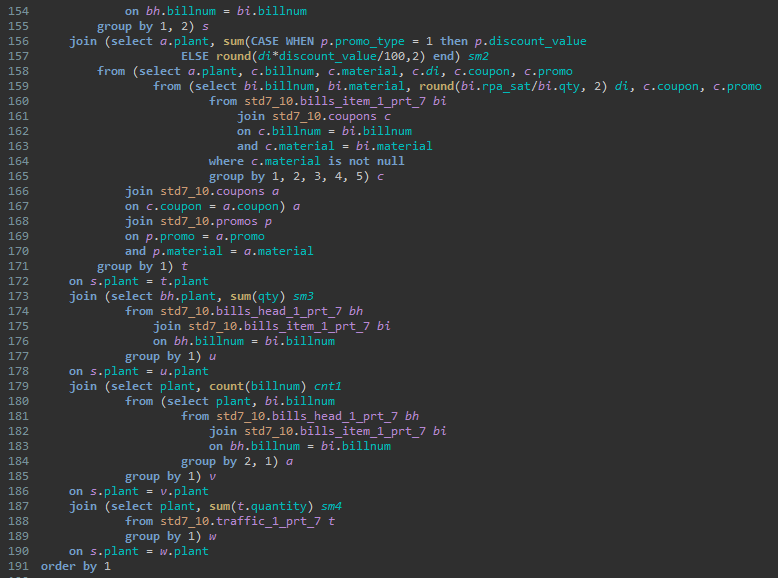 154 on bh.billnum = bi.billnum
155 group by 1, 2) s
156 join (select a.plant, sum(CASE WHEN p.promo_type = 1 then p.discount_value
157 ELSE round(di*discount_value/100,2) end) sm2
158 from (select a.plant, c.billnum, c.material, c.di, c.coupon, c.promo
159 from (select bi.billnum, bi.material, round(bi.rpa_sat/bi.qty, 2) di, c.coupon, c.promo
160 from std7_10.bills_item_1_prt_7 bi
161 join std7_10.coupons c
162 on c.billnum = bi.billnum
163 and c.material = bi.material
164 where c.material is not null
165 group by 1, 2, 3, 4, 5) c
166 join std7_10.coupons a
167 on c.coupon = a.coupon) a
168 join std7_10.promos p
169 on p.promo = a.promo
170 and p.material = a.material
171 group by 1) t
172 on s.plant = t.plant
173 join (select bh.plant, sum(qty) sm3
174 from std7_10.bills_head_1_prt_7 bh
175 join std7_10.bills_item_1_prt_7 bi
176 on bh.billnum = bi.billnum
177 group by 1) u
178 on s.plant = u.plant
179 join (select plant, count(billnum) cnt1
180 from (select plant, bi.billnum
181 from std7_10.bills_head_1_prt_7 bh
182 join std7_10.bills_item_1_prt_7 bi
183 on bh.billnum = bi.billnum
184 group by 2, 1) a
185 group by 1) v
186 on s.plant = v.plant
187 join (select plant, sum(t.quantity) sm4
188 from std7_10.traffic_1_prt_7 t
189 group by 1) w
190 on s.plant = w.plant
191 order by 1